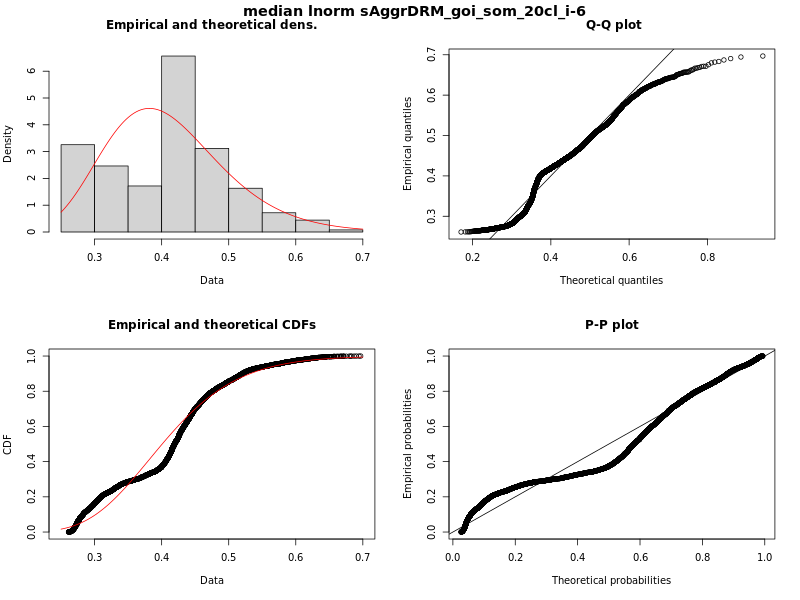 median lnorm sAggrDRM_goi_som_20cl_i-6
Empirical and theoretical dens.
Density
0 1 2 3 4 5 6
0.3 0.4 0.5 0.6 0.7
Data
Q-Q plot
Empirical quantiles
0.3 0.4 0.5 0.6 0.7
0.2 0.4 0.6 0.8
Theoretical quantiles
Empirical and theoretical CDFs
CDF
0.0 0.2 0.4 0.6 0.8 1.0
0.3 0.4 0.5 0.6 0.7
Data
P-P plot
Empirical probabilities
0.0 0.2 0.4 0.6 0.8 1.0
0.0 0.2 0.4 0.6 0.8 1.0
Theoretical probabilities